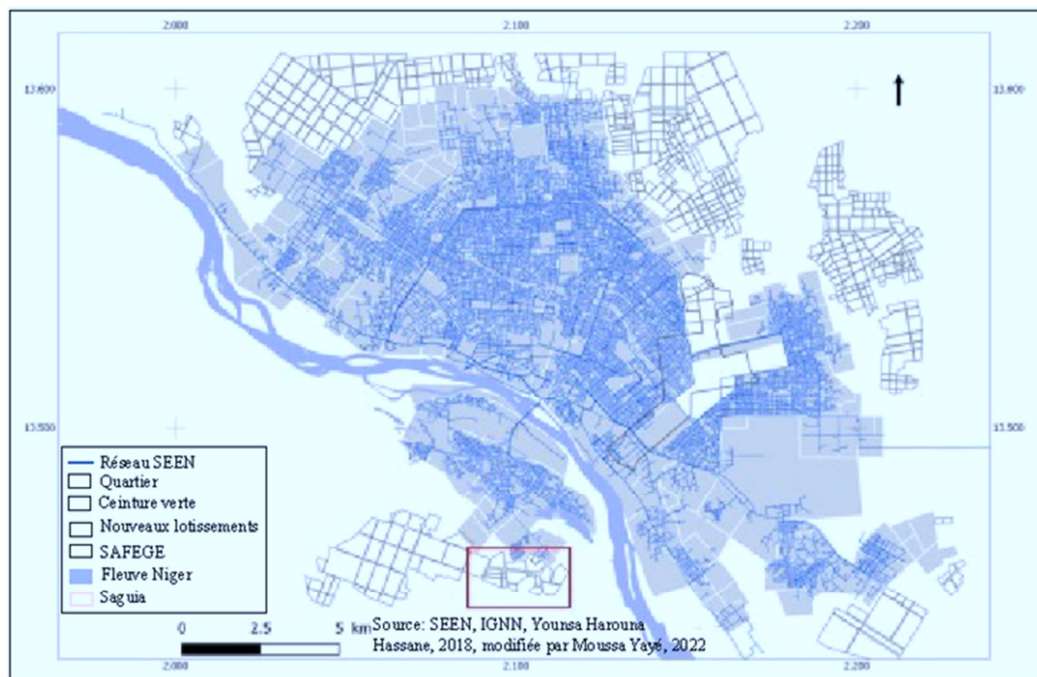 2.000 2.100 2.200
13.600 13.600
13.500 13.500
Réseau SEEN
Quartier
Ceinture verte
Nouveaux lotissements
SAFEGE
Fleuve Niger
Saguia
0 2.5 5 km
Source: SEEN, IGNN, Younsa Harouna
Hassane, 2018, modifiée par Moussa Yayé, 2022
2.000 2.100 2.200